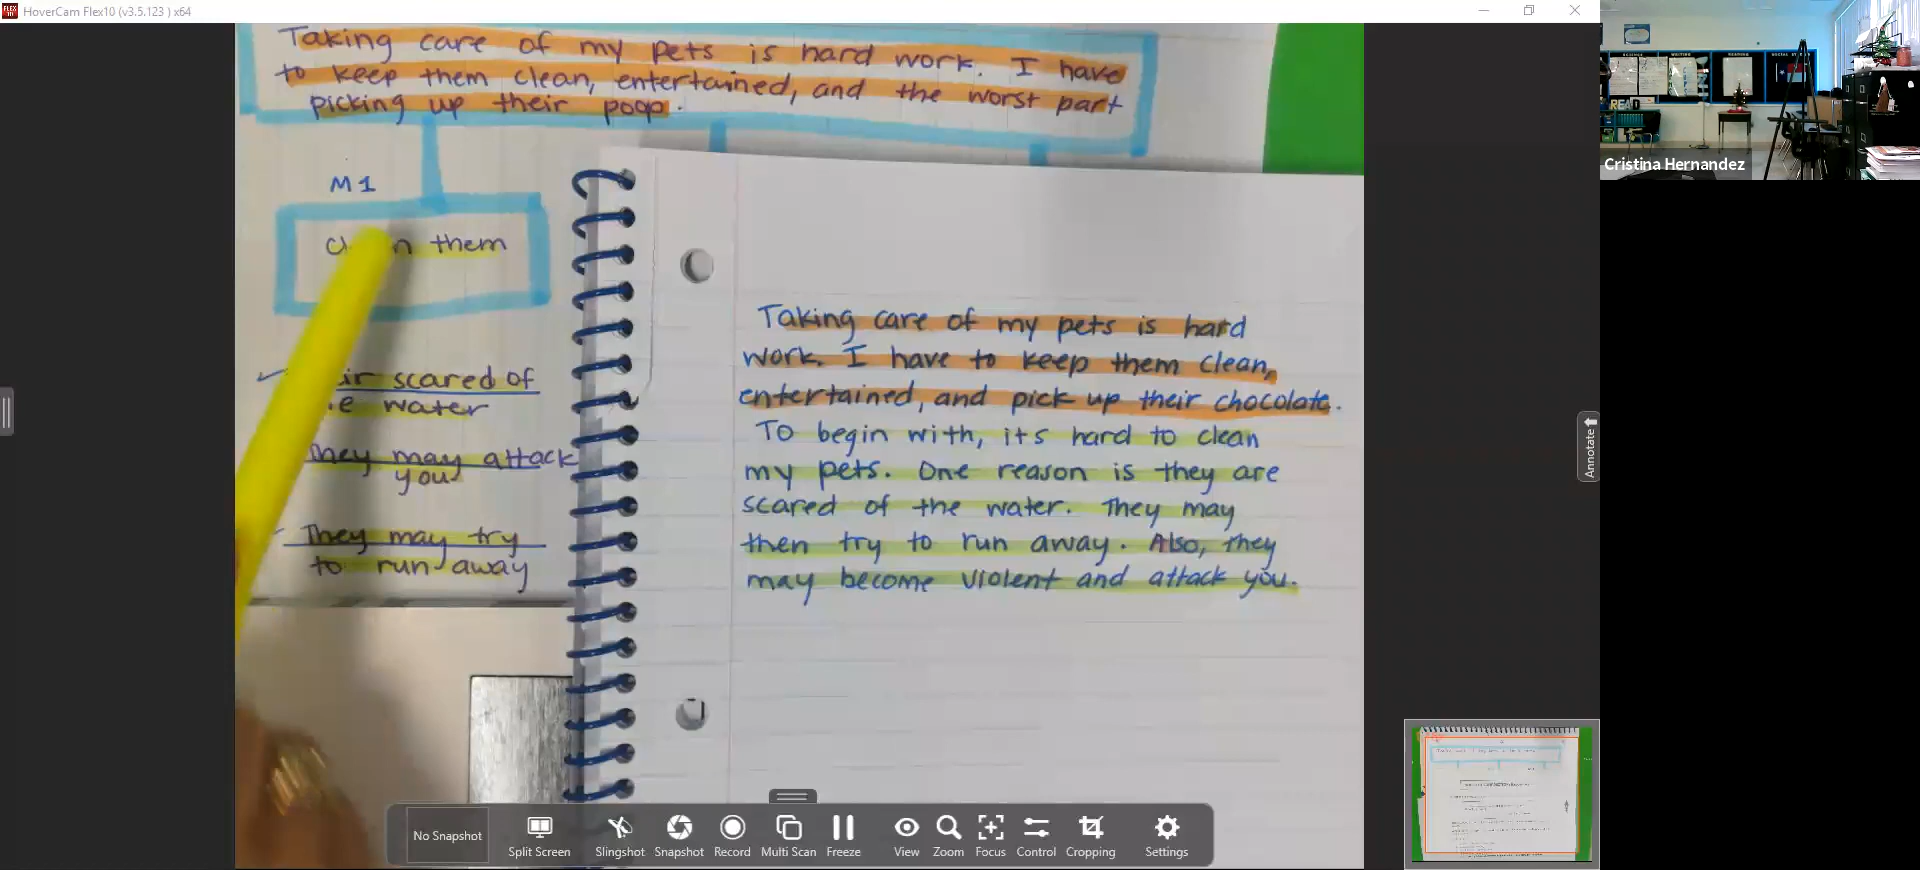 HoverCam Flex10 (v3.5.123 ) x64
Taking care of my pets is hard work. I have
to keep them clean, entertained, and the worst part
picking up their poop.
M1
them
scared of
water
They may attack
you
They may try
to run away
Taking care of my pets is hard
work. I have to keep them clean,
entertained, and pick up their chocolate.
To begin with, its hard to clean
my pets. One reason is they are
scared of the water. They may
then try to run away. Also, they
may become violent and attack you.
Annotate
No Snapshot
Split Screen
Slingshot
Snapshot
Record
Multi Scan
Freeze
View
Zoom
Focus
Control
Cropping
Settings
SCIENCE
WRITING
READING
READ
Cristina Hernandez